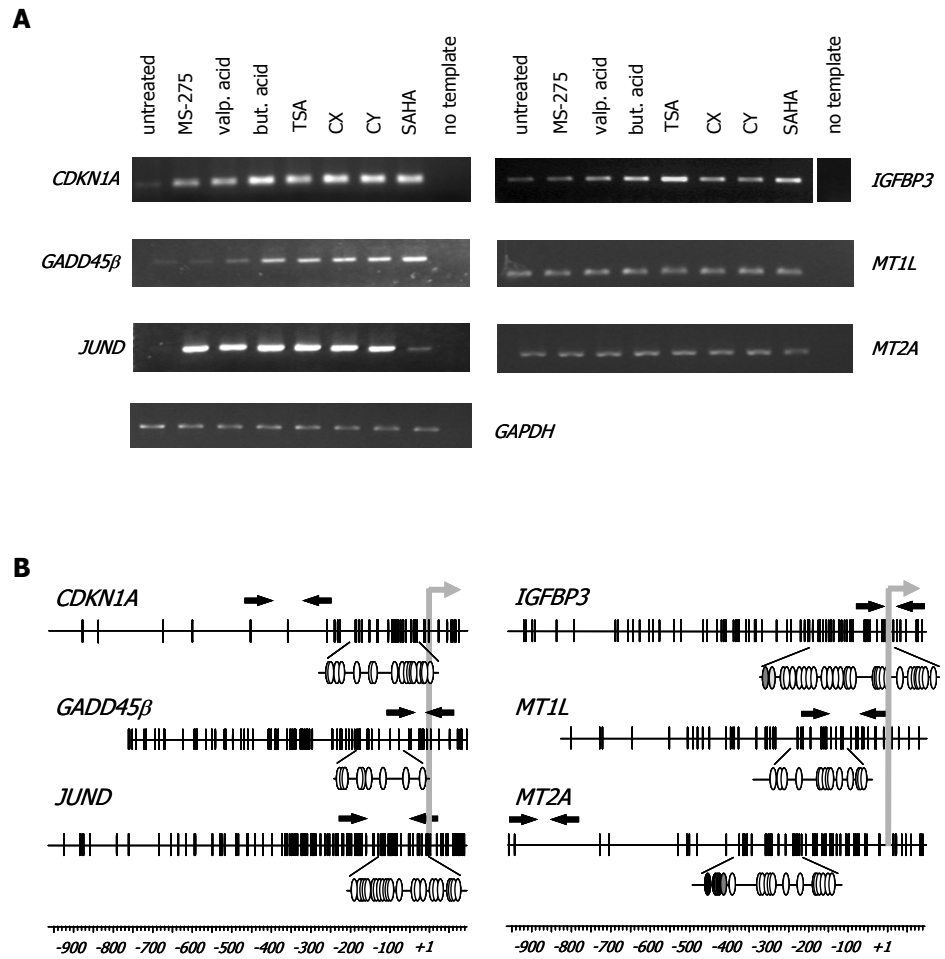 A
untreated MS-275 valp. acid but. acid TSA CX CY SAHA no template
untreated MS-275 valp. acid but. acid TSA CX CY SAHA no template
CDKN1A IGFBP3
GADD45β MT1L
JUND MT2A
GAPDH
B
CDKN1A IGFBP3
GADD45β MT1L
JUND MT2A
-900 -800 -700 -600 -500 -400 -300 -200 -100 +1
-900 -800 -700 -600 -500 -400 -300 -200 -100 +1